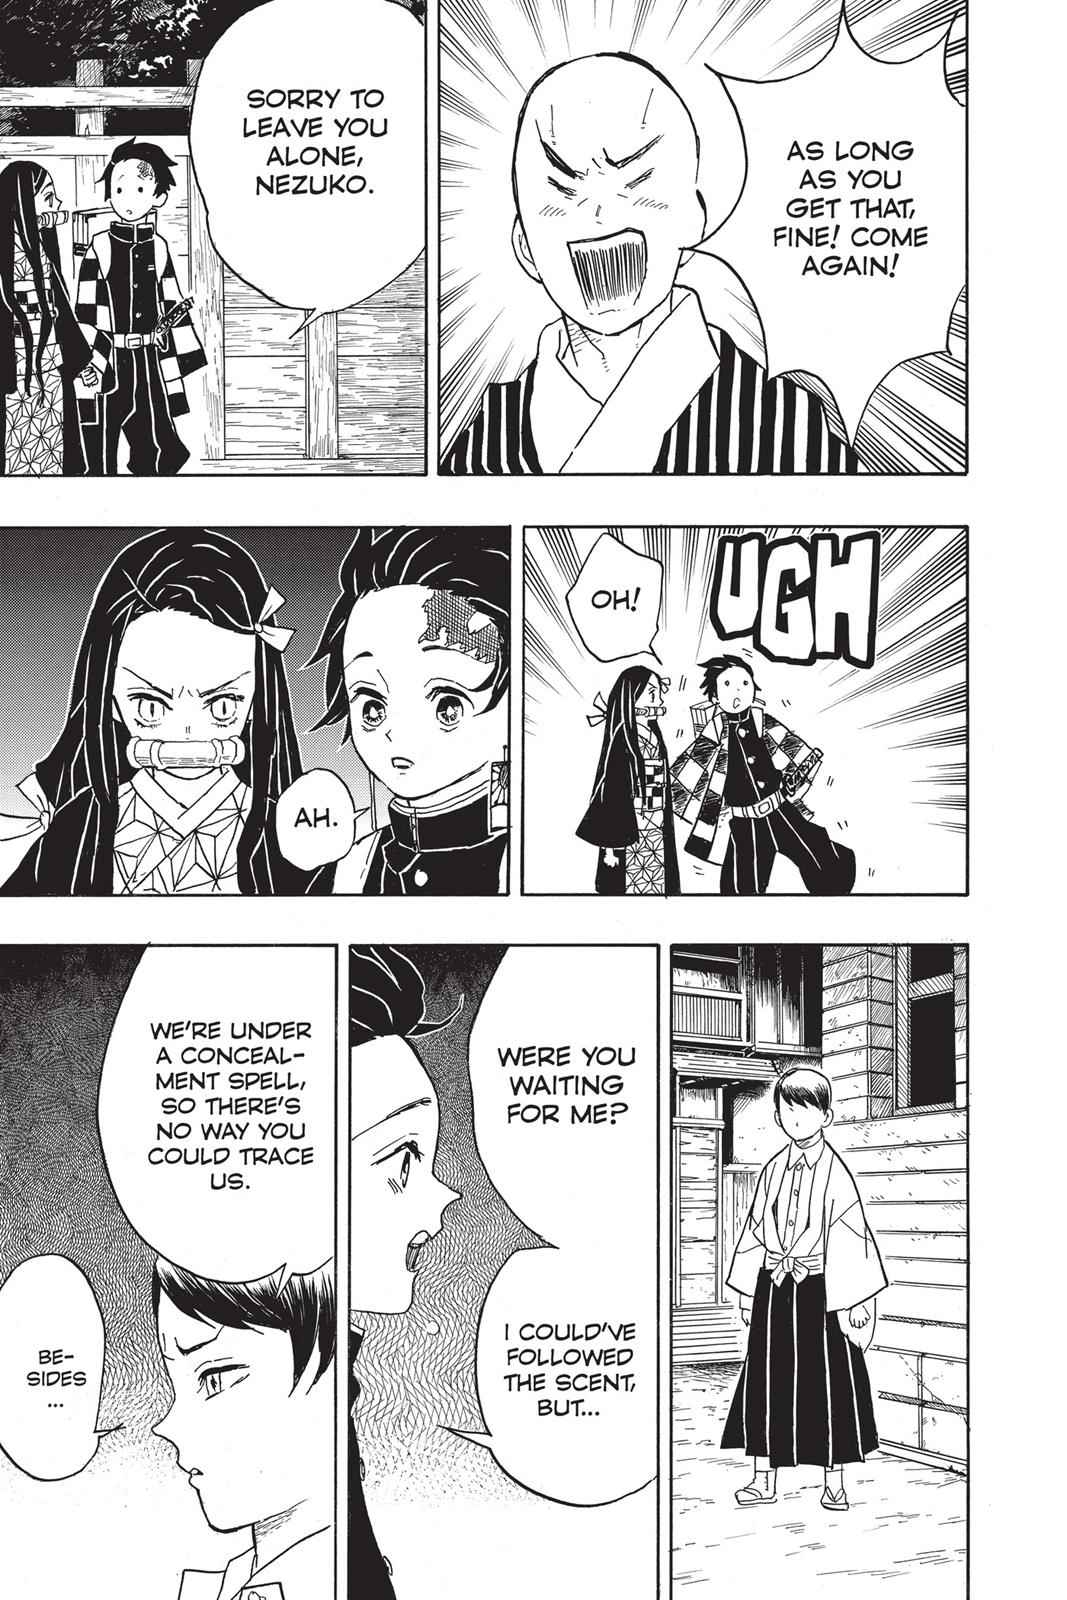 AS LONG
AS YOU
GET THAT,
FINE! COME
AGAIN!
SORRY TO
LEAVE YOU
ALONE,
NEZUKO.
UGH
OH!
AH.
WERE YOU
WAITING
FOR ME?
I COULD'VE
FOLLOWED
THE SCENT,
BUT...
WE'RE UNDER
A CONCEAL-
MENT SPELL,
SO THERE'S
NO WAY YOU
COULD TRACE
US.
BE-
SIDES
...